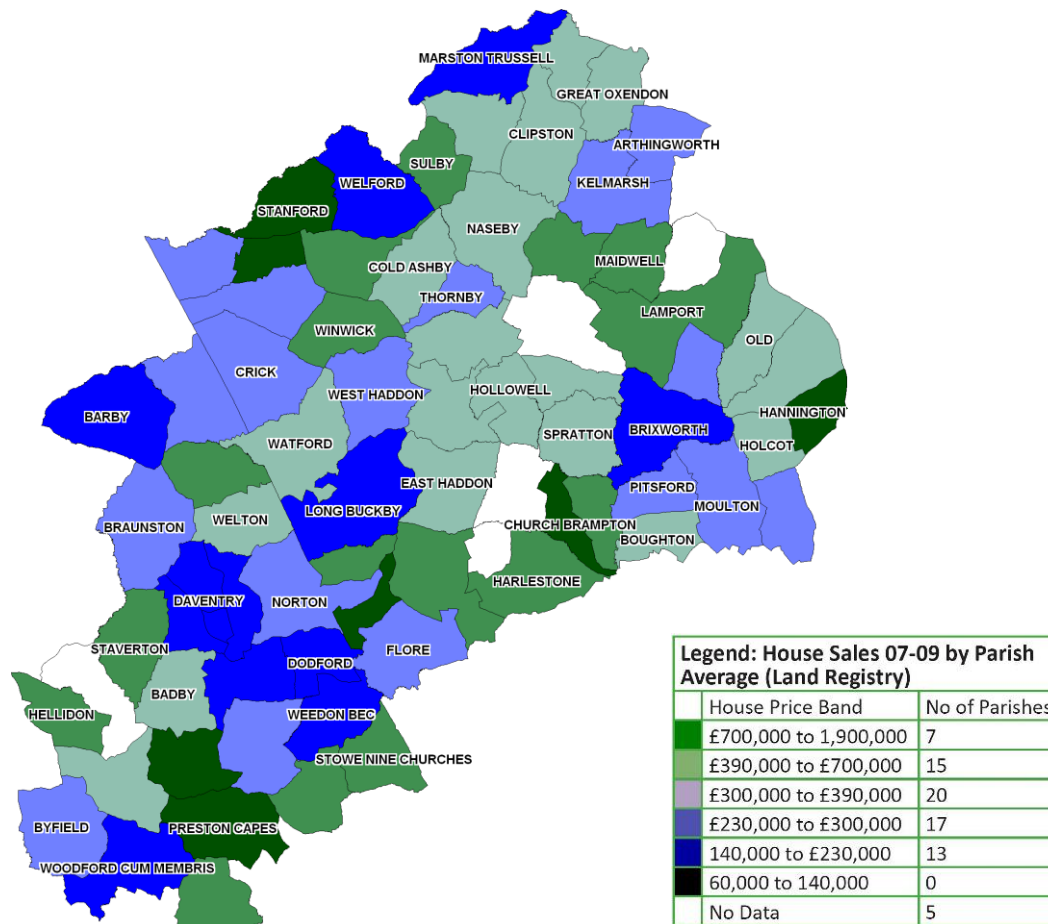 MARSTON TRUSSELL
GREAT OXENDON
CLIPSTON
ARTHINGWORTH
SULBY
WELFORD
KELMARSH
STANFORD
NASEBY
COLD ASHBY
MAIDWELL
THORNBY
LAMPORT
WINWICK
OLD
CRICK
WEST HADDON
HOLLOWELL
HANNINGTON
BARBY
SPRATTON
BRIXWORTH
WATFORD
HOLCOT
EAST HADDON
PITSFORD
LONG BUCKBY
MOULTON
WELTON
CHURCH BRAMPTON
BRAUNSTON
BOUGHTON
HARLESTONE
DAVENTRY
NORTON
STAVERTON
FLORE
DODFORD
BADBY
HELLIDON
WEEDON BEC
STOWE NINE CHURCHES
BYFIELD
PRESTON CAPES
WOODFORD CUM MEMBRIS
Legend: House Sales 07-09 by Parish
Average (Land Registry)
House Price Band No of Parishes
£700,000 to 1,900,000 7
£390,000 to £700,000 15
£300,000 to £390,000 20
£230,000 to £300,000 17
140,000 to £230,000 13
60,000 to 140,000 0
No Data 5